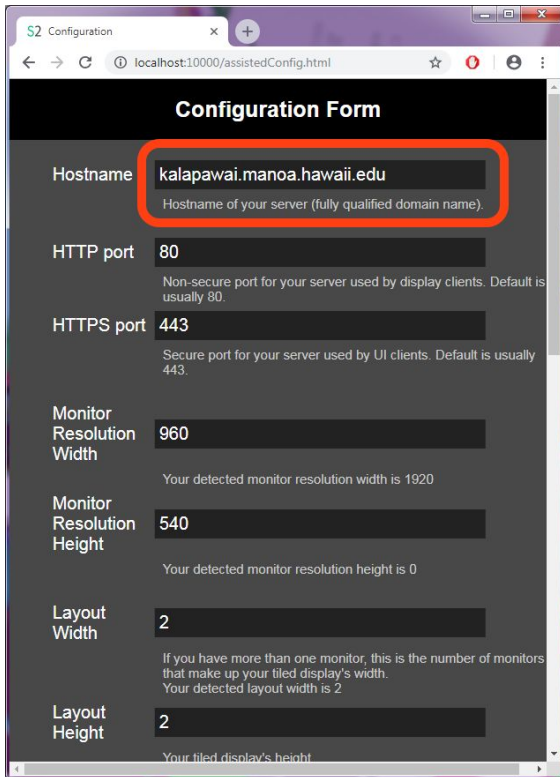 S2 Configuration
localhost:10000/assistedConfig.html
Configuration Form
Hostname kalapawai.manoa.hawaii.edu
Hostname of your server (fully qualified domain name).
HTTP port 80
Non-secure port for your server used by display clients. Default is
usually 80.
HTTPS port 443
Secure port for your server used by UI clients. Default is usually
443.
Monitor
Resolution
Width
960
Your detected monitor resolution width is 1920
Monitor
Resolution
Height
540
Your detected monitor resolution height is 0
Layout
Width
2
If you have more than one monitor, this is the number of monitors
that make up your tiled display's width.
Your detected layout width is 2
Layout
Height
2
Your tiled display's height